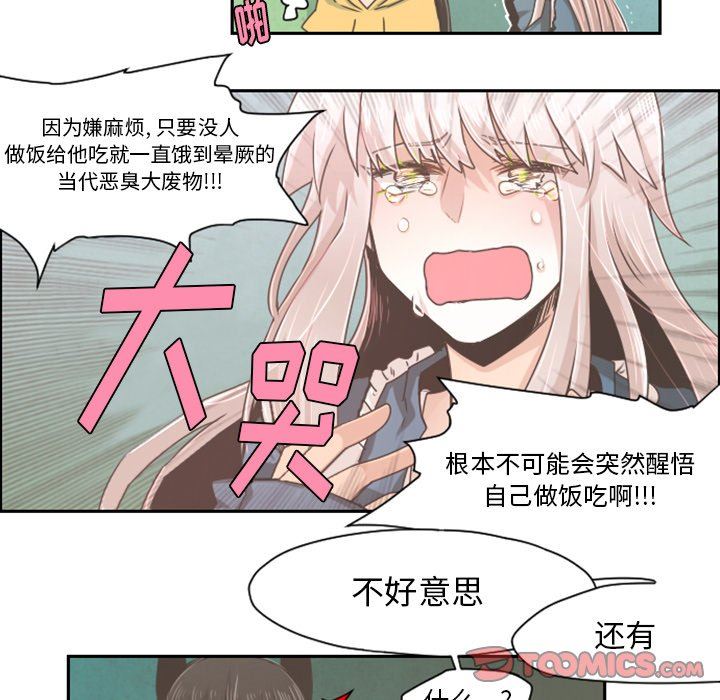 啪
因为嫌麻烦,只要没人
做饭给他吃就一直饿到晕厥的
当代恶臭大废物!!!
大哭
根本不可能会突然醒悟
自己做饭吃啊!!!
不好意思
还有
TOOMICS.COM
什么…?